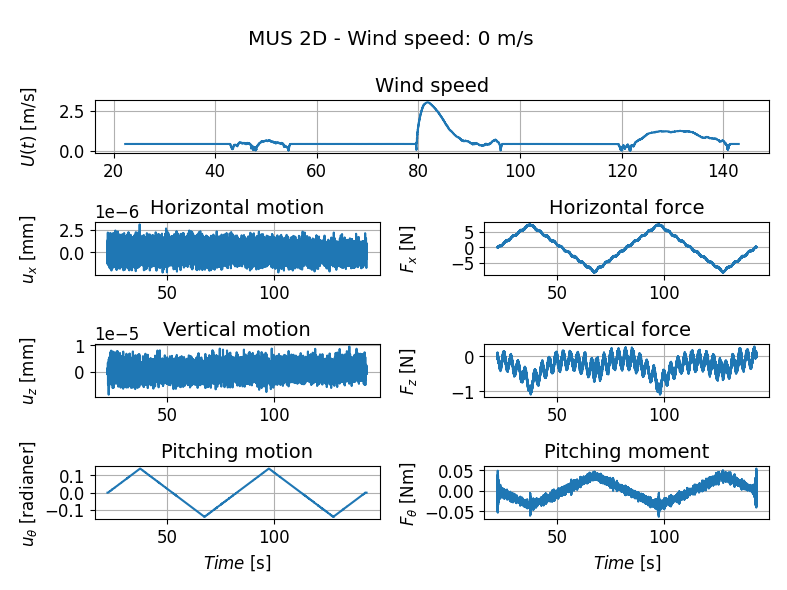 MUS 2D - Wind speed: 0 m/s
Wind speed
U(t) [m/s]
2.5
0.0
20 40 60 80 100 120 140
1e−6
Horizontal motion
u_x [mm]
2.5
0.0
50 100
Horizontal force
F_x [N]
5
0
−5
50 100
1e−5
Vertical motion
u_z [mm]
1
0
50 100
Vertical force
F_z [N]
0
−1
50 100
Pitching motion
u_θ [radianer]
0.1
0.0
−0.1
50 100
Time [s]
Pitching moment
F_θ [Nm]
0.05
0.00
−0.05
50 100
Time [s]